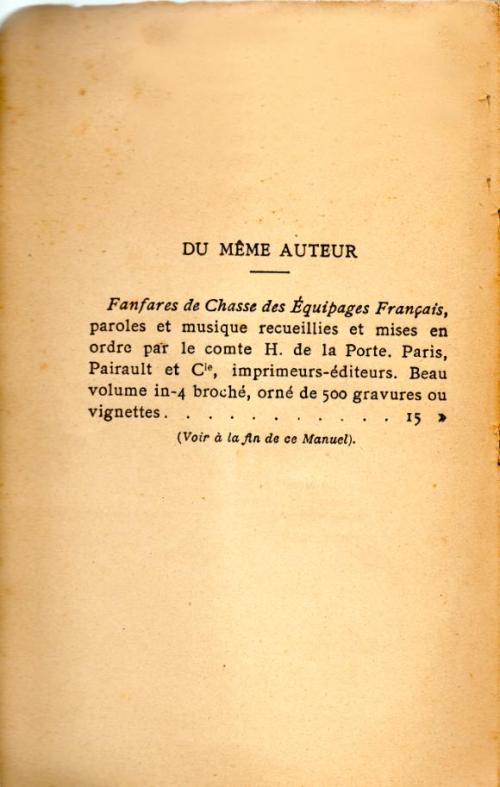 DU MÊME AUTEUR
Fanfares de Chasse des Équipages Français,
paroles et musique recueillies et mises en
ordre par le comte H. de la Porte. Paris,
Pairault et Cie, imprimeurs-éditeurs. Beau
volume in-4 broché, orné de 500 gravures ou
vignettes . . . . . . . . . . . 15 »
(Voir à la fin de ce Manuel).